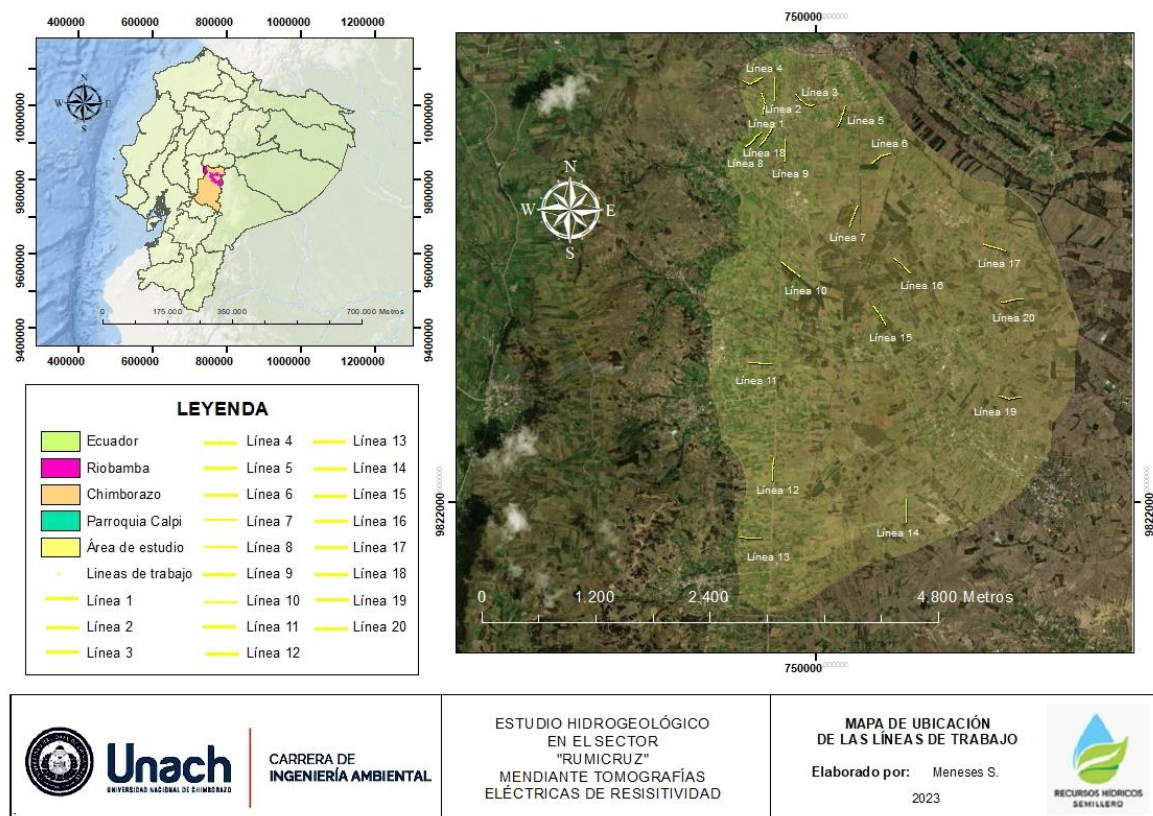 400000 600000 800000 1000000 1200000
1000000
1000000
9800000
9600000
9400000
1000000
1000000
9800000
9600000
9400000
N
W E
S
0 175.000 350.000 700.000 Metros
400000 600000 800000 1000000 1200000
LEYENDA
Ecuador
Riobamba
Chimborazo
Parroquia Calpi
Área de estudio
Lineas de trabajo
Línea 1
Línea 2
Línea 3
Línea 4
Línea 5
Línea 6
Línea 7
Línea 8
Línea 9
Línea 10
Línea 11
Línea 12
Línea 13
Línea 14
Línea 15
Línea 16
Línea 17
Línea 18
Línea 19
Línea 20
750000000000
Línea 4
Línea 3
Línea 2
Línea 5
Línea 1
Línea 6
Línea 18
Línea 8
Línea 9
N
W E
S
Línea 7
Línea 17
Línea 10
Línea 16
Línea 20
Línea 15
Línea 11
Línea 19
Línea 12
Línea 14
Línea 13
9822000000000
9822000000000
0 1.200 2.400 4.800 Metros
750000000000
Unach
UNIVERSIDAD NACIONAL DE CHIMBORAZO
CARRERA DE
INGENIERÍA AMBIENTAL
ESTUDIO HIDROGEOLÓGICO
EN EL SECTOR
"RUMICRUZ"
MENDIANTE TOMOGRAFÍAS
ELÉCTRICAS DE RESISITIVIDAD
MAPA DE UBICACIÓN
DE LAS LÍNEAS DE TRABAJO
Elaborado por: Meneses S.
2023
RECURSOS HÍDRICOS
SEMILLERO